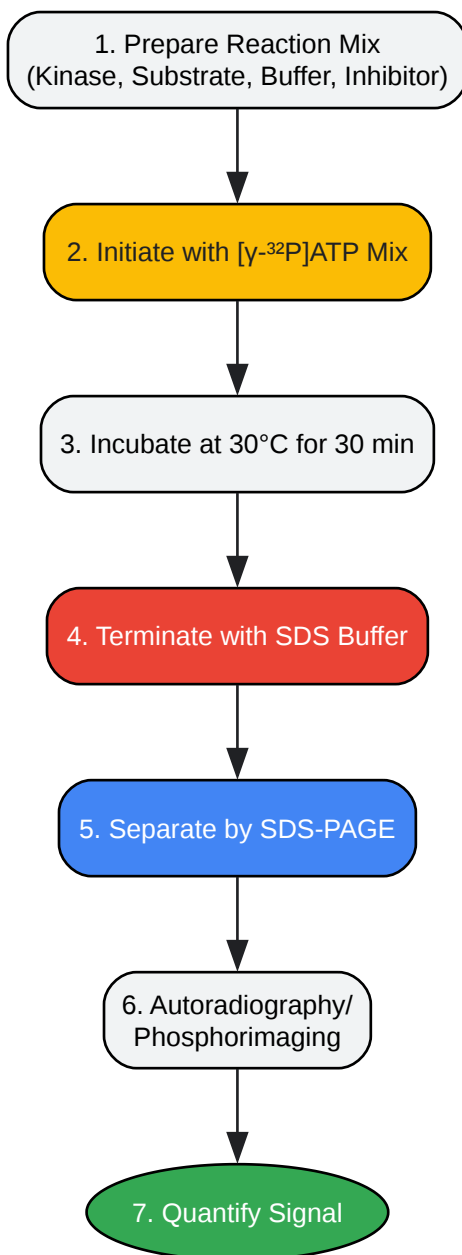 1. Prepare Reaction Mix
(Kinase, Substrate, Buffer, Inhibitor)
2. Initiate with [γ-³²P]ATP Mix
3. Incubate at 30°C for 30 min
4. Terminate with SDS Buffer
5. Separate by SDS-PAGE
6. Autoradiography/
Phosphorimaging
7. Quantify Signal